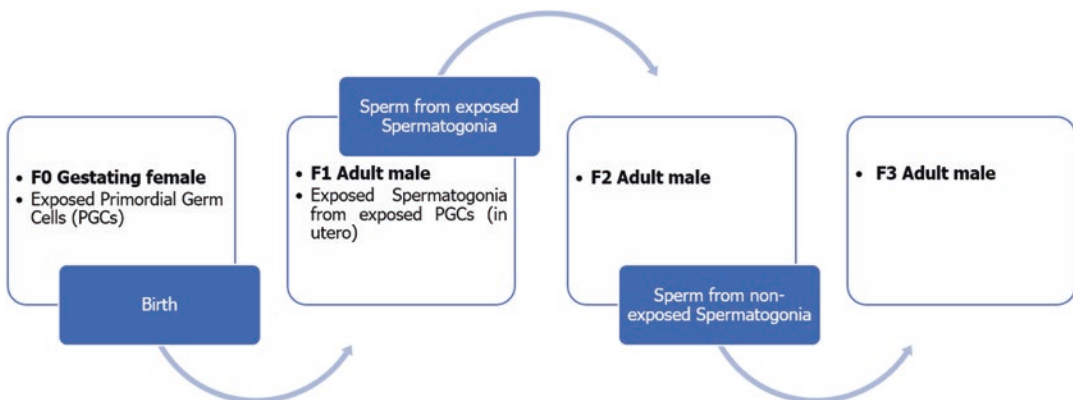 • F0 Gestating female
• Exposed Primordial Germ
Cells (PGCs)
Birth
Sperm from exposed
Spermatogonia
• F1 Adult male
• Exposed Spermatogonia
from exposed PGCs (in
utero)
• F2 Adult male
Sperm from non-
exposed Spermatogonia
• F3 Adult male